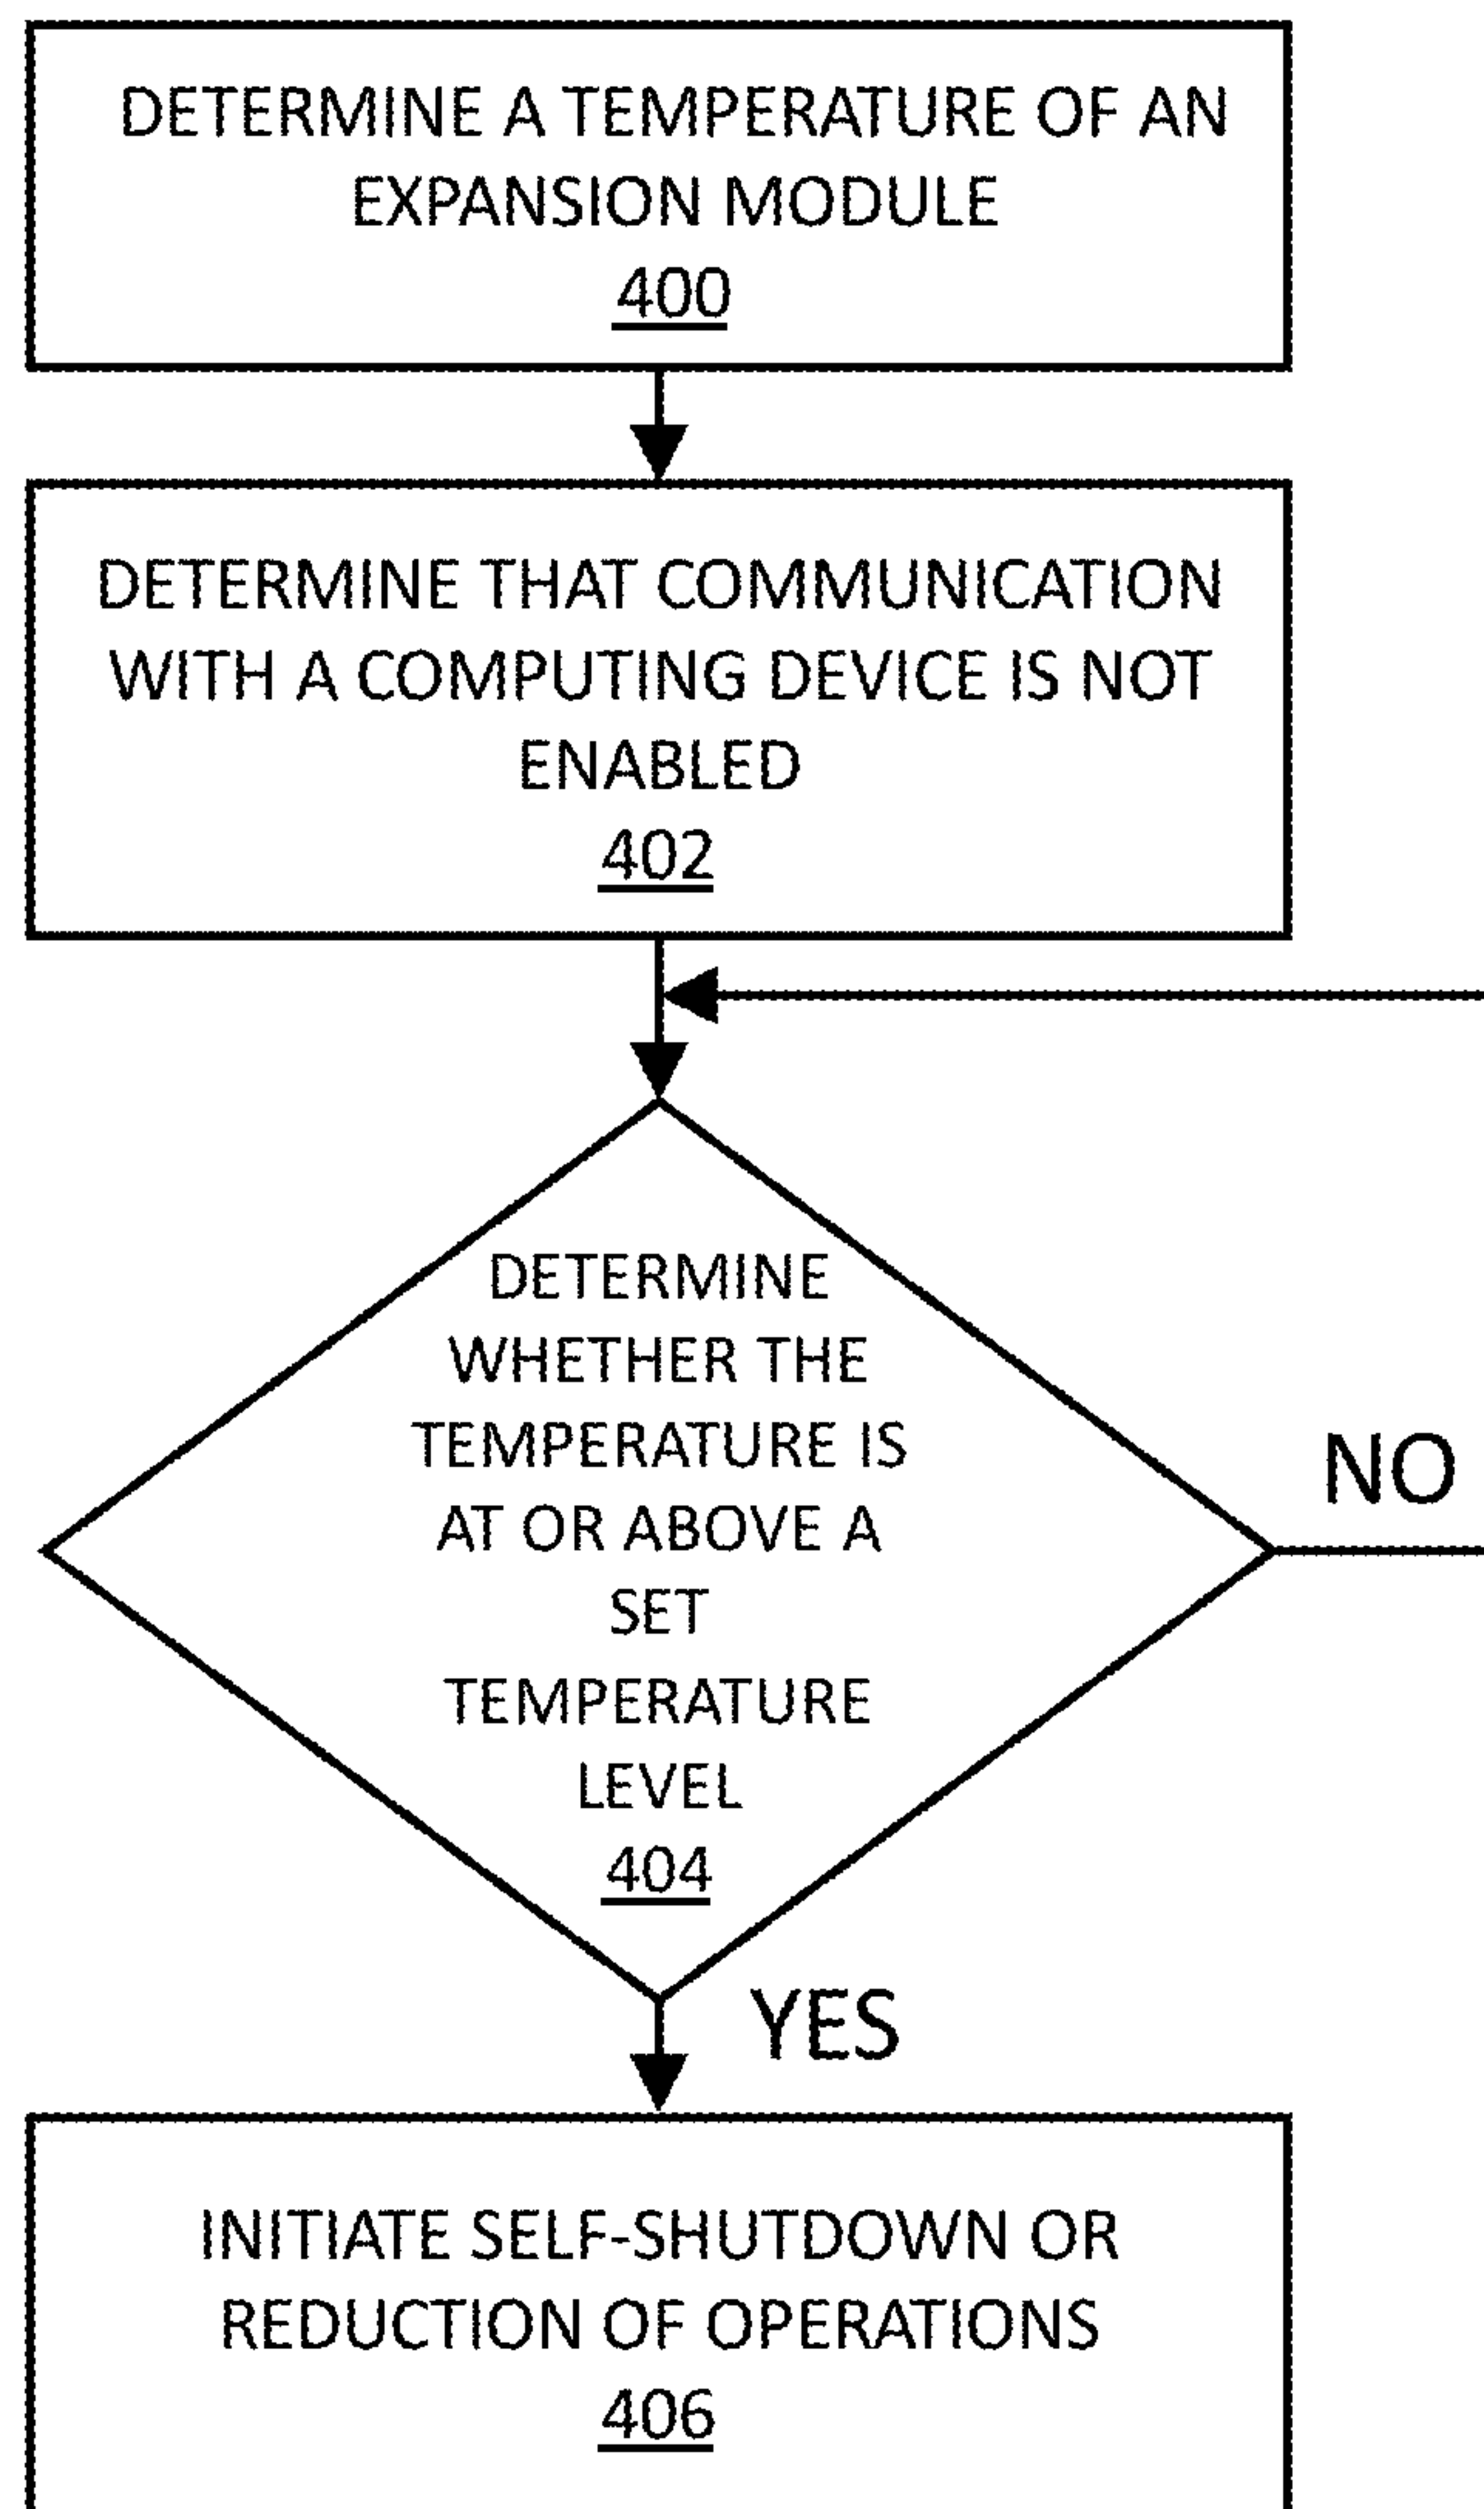 DETERMINE A TEMPERATURE OF AN
EXPANSION MODULE
400
DETERMINE THAT COMMUNICATION
WITH A COMPUTING DEVICE IS NOT
ENABLED
402
DETERMINE
WHETHER THE
TEMPERATURE IS
AT OR ABOVE A
SET
TEMPERATURE
LEVEL
404
NO
YES
INITIATE SELF-SHUTDOWN OR
REDUCTION OF OPERATIONS
406